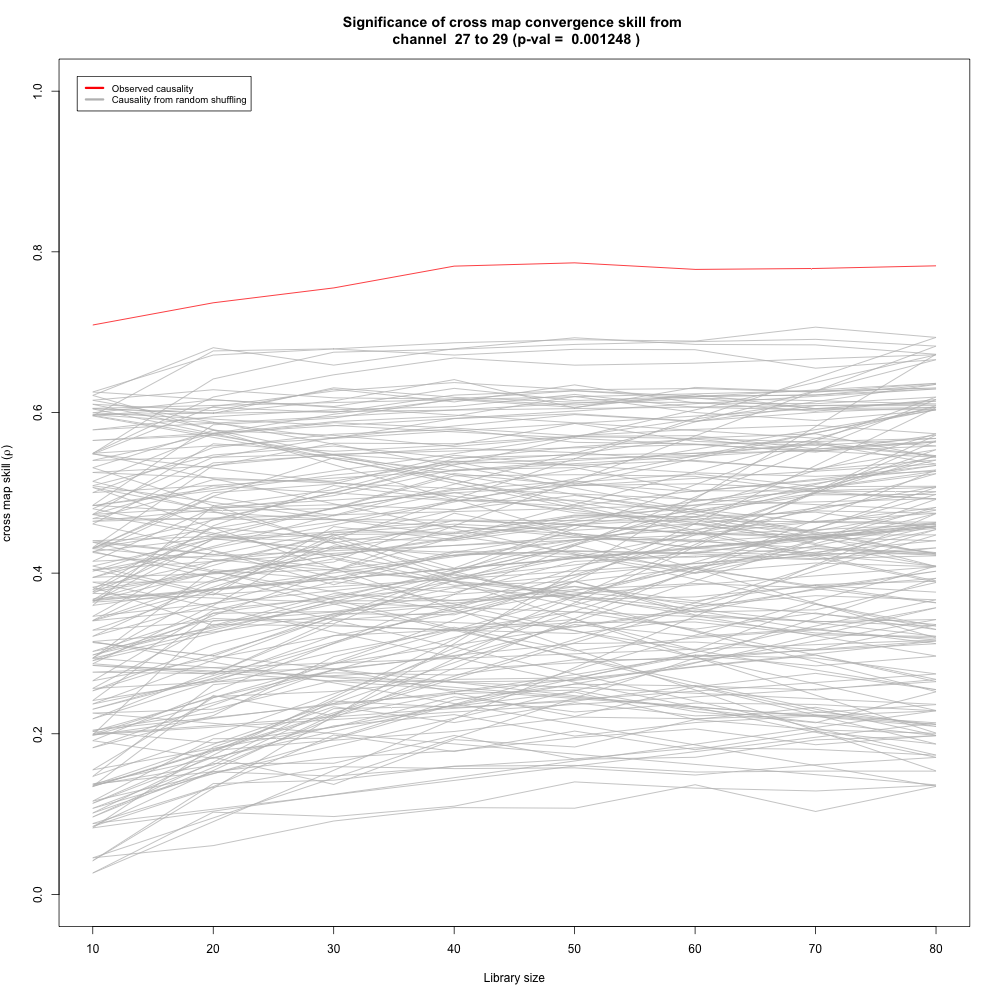 Significance of cross map convergence skill from
channel  27 to 29 (p-val =  0.001248 )
Observed causality
Causality from random shuffling
cross map skill (ρ)
1.0
0.8
0.6
0.4
0.2
0.0
10 20 30 40 50 60 70 80
Library size